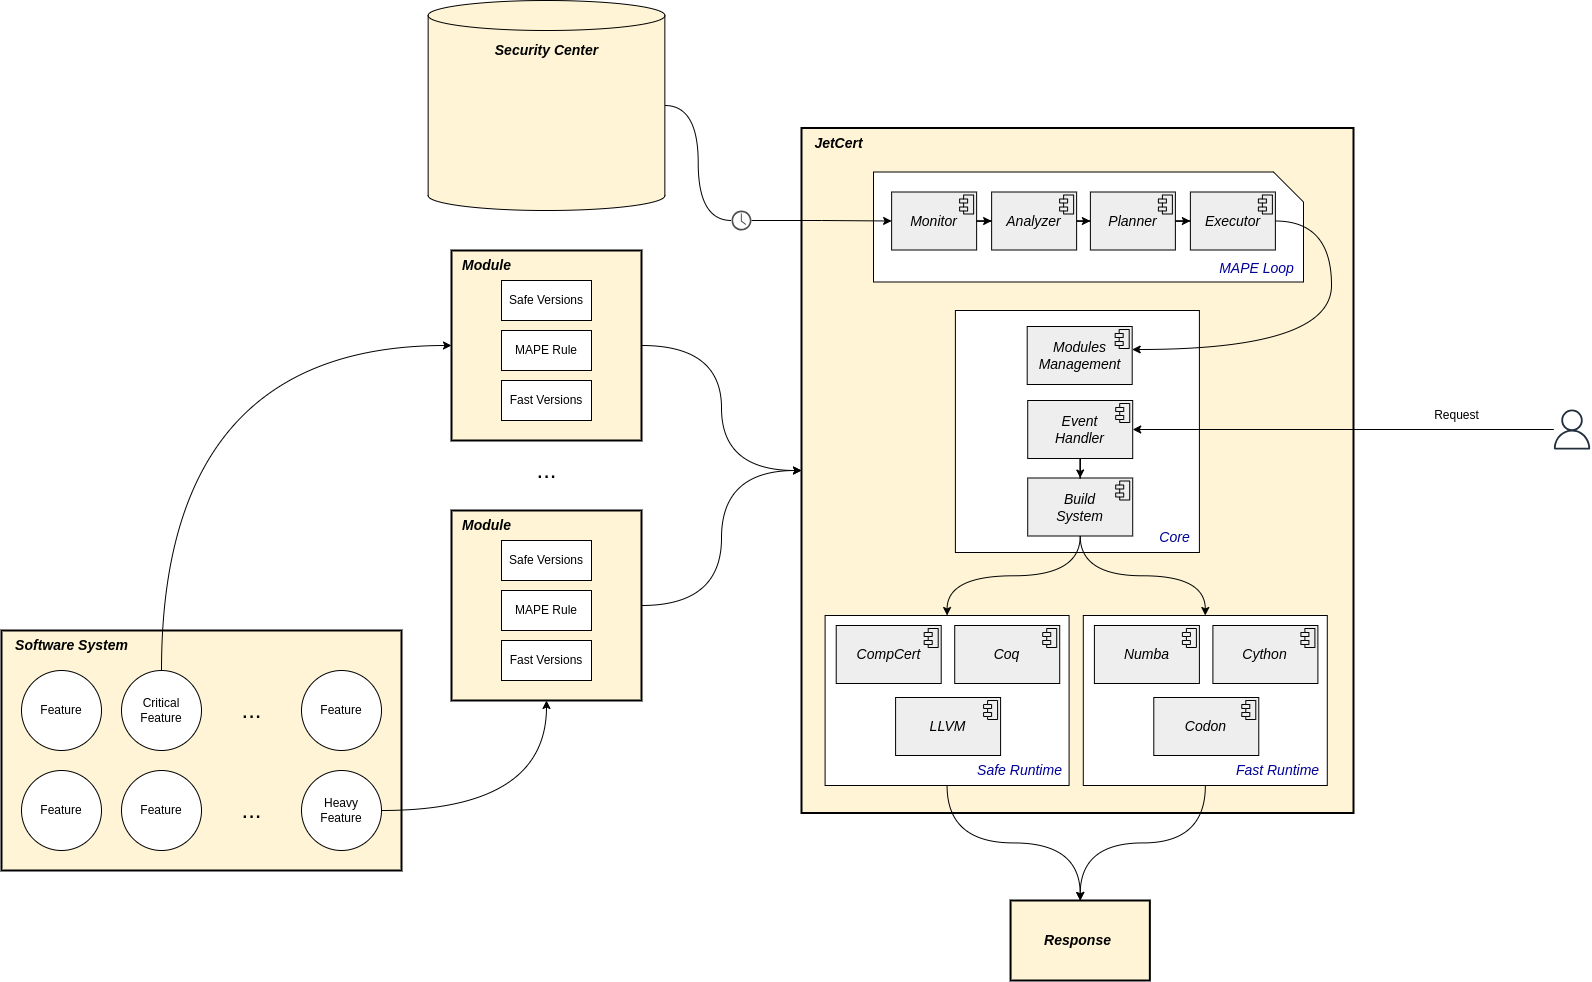 Security Center
JetCert
Monitor
Analyzer
Planner
Executor
MAPE Loop
Module
Safe Versions
MAPE Rule
Fast Versions
...
Module
Safe Versions
MAPE Rule
Fast Versions
Modules
Management
Event
Handler
Build
System
Core
Request
Software System
Feature
Critical
Feature
...
Feature
Feature
Feature
...
Heavy
Feature
CompCert
Coq
LLVM
Safe Runtime
Numba
Cython
Codon
Fast Runtime
Response